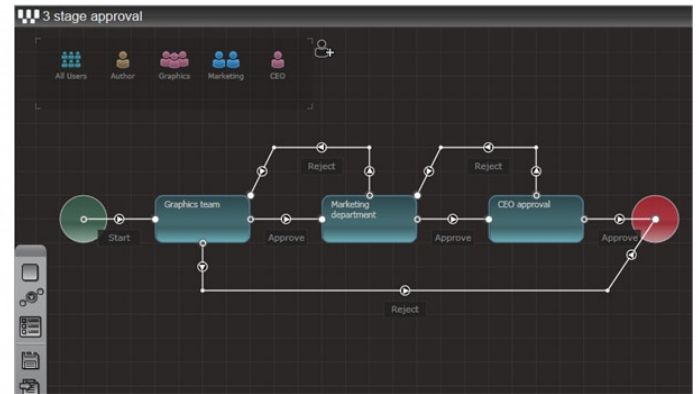 3 stage approval
All Users
Author
Graphics
Marketing
CEO
Reject
Reject
Graphics team
Marketing
department
CEO approval
Start
Approve
Approve
Approve
Reject